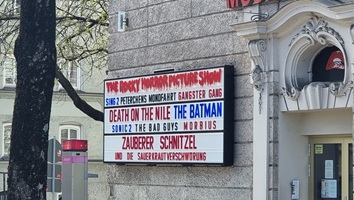 THE ROCKY HORROR PICTURE SHOW
SING 2 PETERCHENS MONDFAHRT GANGSTER GANG
DEATH ON THE NILE THE BATMAN
SONIC 2 THE BAD GUYS MORBIUS
ZAUBERER SCHNITZEL
UND DIE SAUERKRAUTVERSCHWÖRUNG